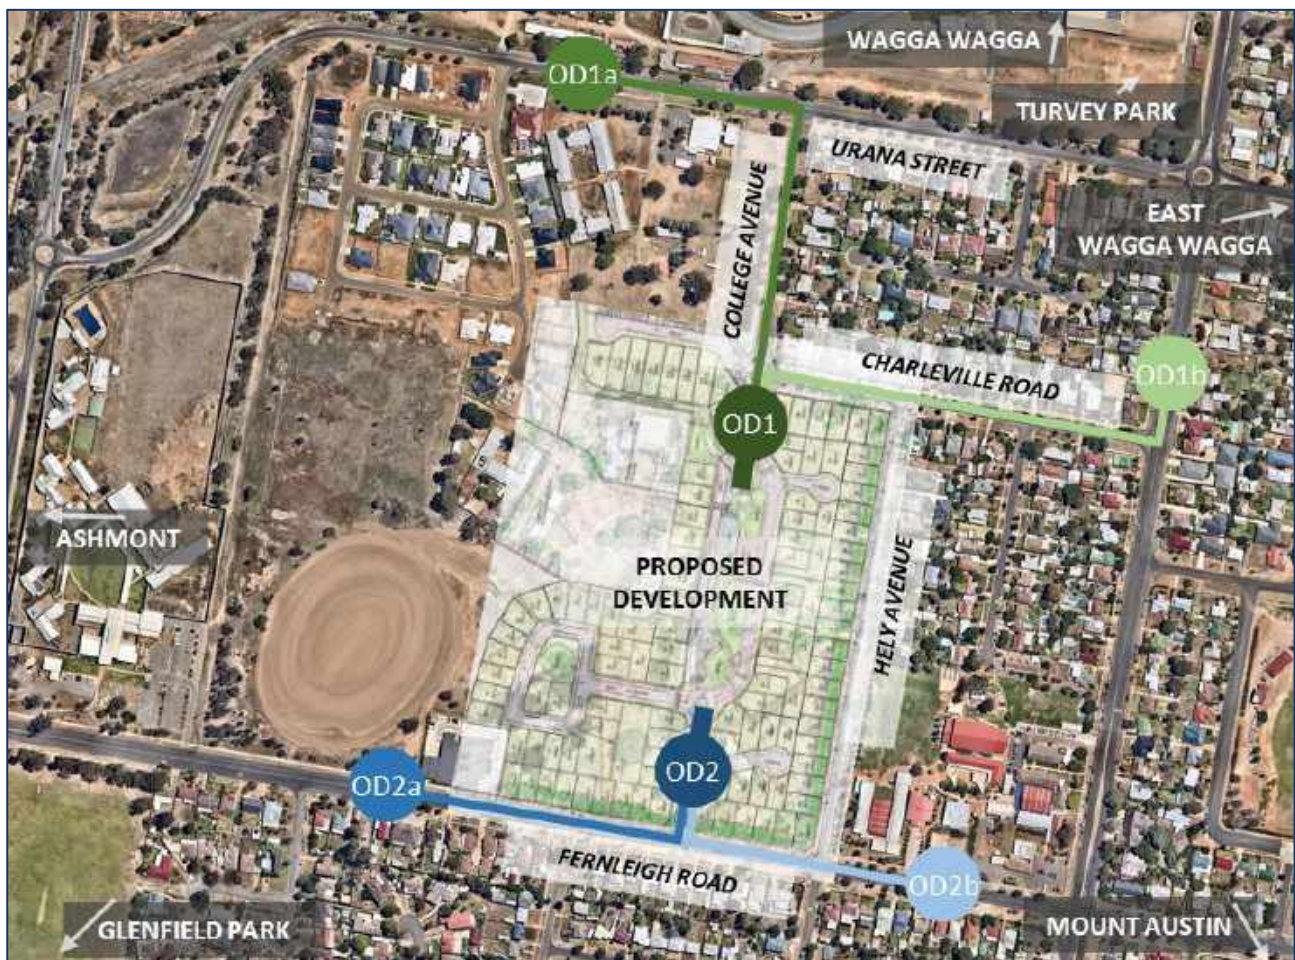 WAGGA WAGGA
OD1a
TURVEY PARK
URANA STREET
COLLEGE AVENUE
EAST
WAGGA WAGGA
CHARLEVILLE ROAD
OD1b
OD1
ASHMONT
PROPOSED
DEVELOPMENT
HELY AVENUE
OD2
OD2a
FERNLEIGH ROAD
OD2b
GLENFIELD PARK
MOUNT AUSTIN